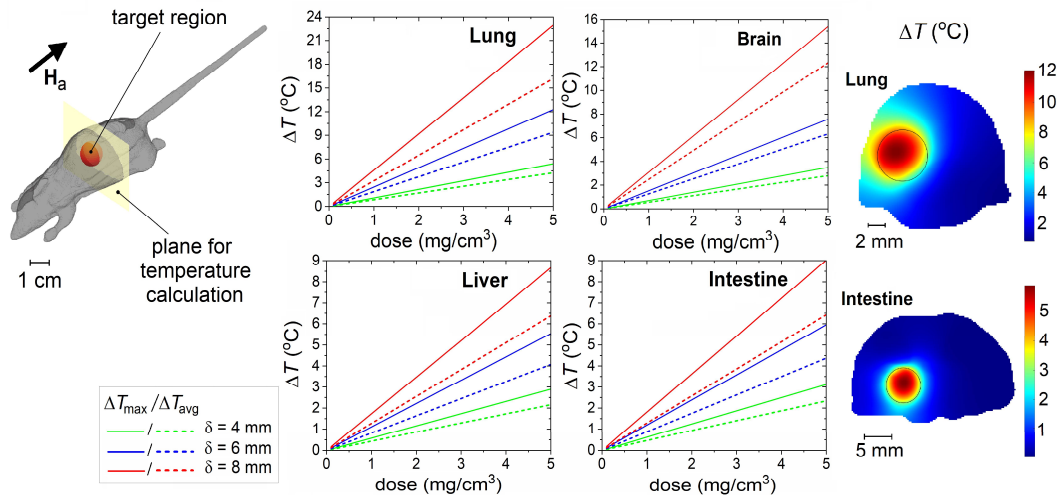 target region
Hₐ
plane for
temperature
calculation
1 cm
ΔTmax /ΔTavg
/ δ = 4 mm
/ δ = 6 mm
/ δ = 8 mm
Lung
ΔT (°C)
24
21
18
15
12
9
6
3
0
0 1 2 3 4 5
dose (mg/cm³)
Brain
ΔT (°C)
16
14
12
10
8
6
4
2
0
0 1 2 3 4 5
dose (mg/cm³)
Liver
ΔT (°C)
9
8
7
6
5
4
3
2
1
0
0 1 2 3 4 5
dose (mg/cm³)
Intestine
ΔT (°C)
9
8
7
6
5
4
3
2
1
0
0 1 2 3 4 5
dose (mg/cm³)
ΔT (°C)
Lung
12
10
8
6
4
2
2 mm
Intestine
5
4
3
2
1
5 mm